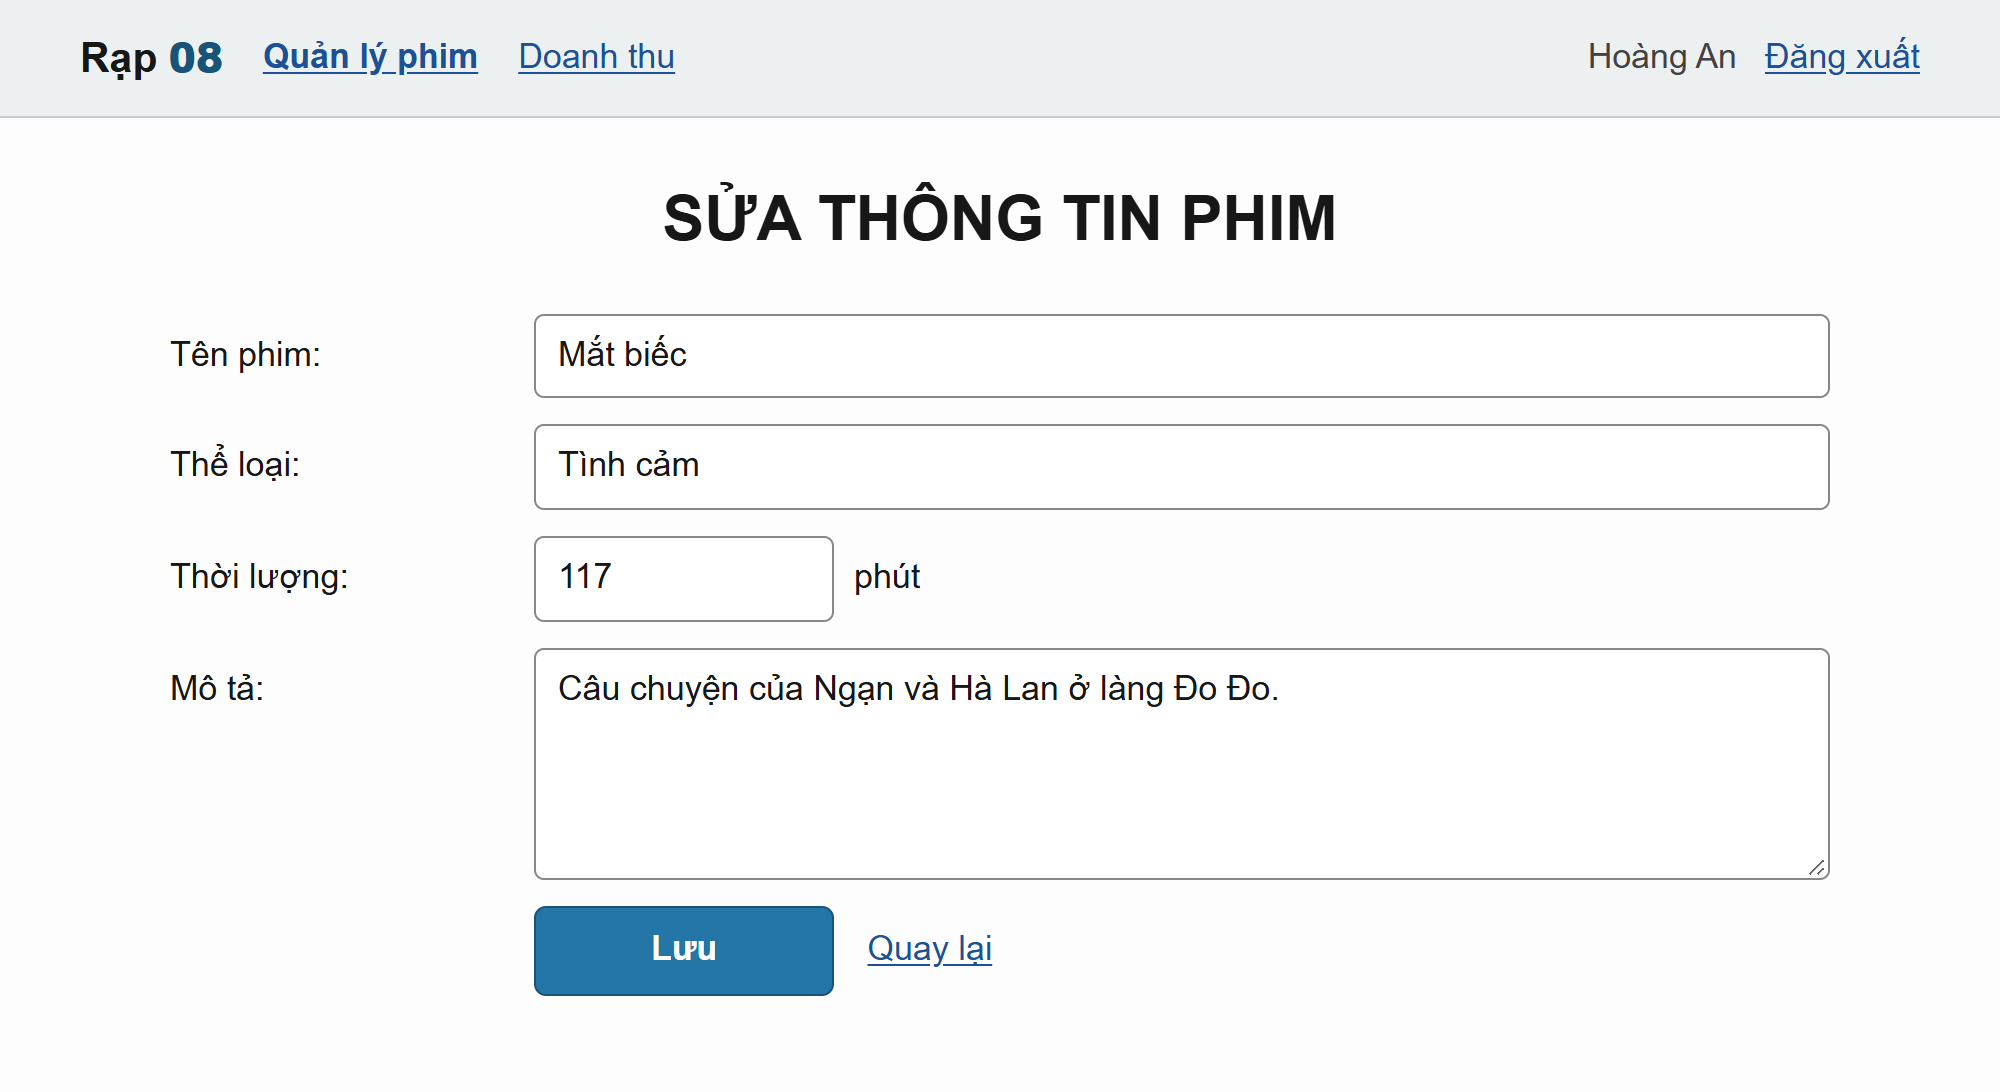 Rạp 08 Quản lý phim Doanh thu Hoàng An Đăng xuất
SỬA THÔNG TIN PHIM
Tên phim: Mắt biếc
Thể loại: Tình cảm
Thời lượng: 117 phút
Mô tả: Câu chuyện của Ngạn và Hà Lan ở làng Đo Đo.
Lưu Quay lại